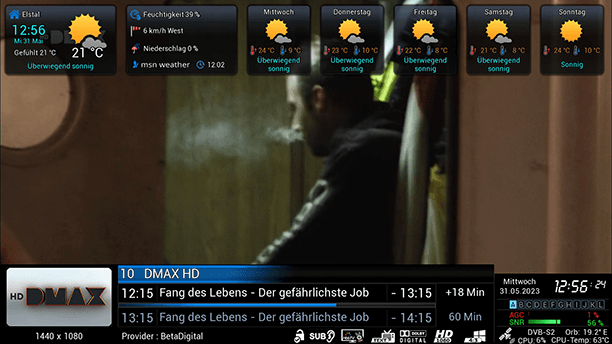 Elstal
12:56
Mi 31 Mai
Gefühlt 21 °C
21 °C
Überwiegend sonnig
Feuchtigkeit 39 %
6 km/h West
Niederschlag 0 %
msn weather 12:02
Mittwoch
24 °C 9 °C
Überwiegend sonnig
Donnerstag
23 °C 10 °C
Überwiegend sonnig
Freitag
22 °C 8 °C
Überwiegend sonnig
Samstag
21 °C 8 °C
Überwiegend sonnig
Sonntag
24 °C 10 °C
Sonnig
HD DMAX
1440 x 1080
10 DMAX HD
12:15 Fang des Lebens - Der gefährlichste Job - 13:15 +18 Min
13:15 Fang des Lebens - Der gefährlichste Job - 14:15 60 Min
Provider : BetaDigital
SUB
DOLBY DIGITAL
HD 1080
Mittwoch
31.05.2023
12:56:24
A B C D E F G H I J K L
AGC 1 %
SNR 56 %
DVB-S2 Orb: 19.2° E
CPU: 6% CPU-Temp: 63°C